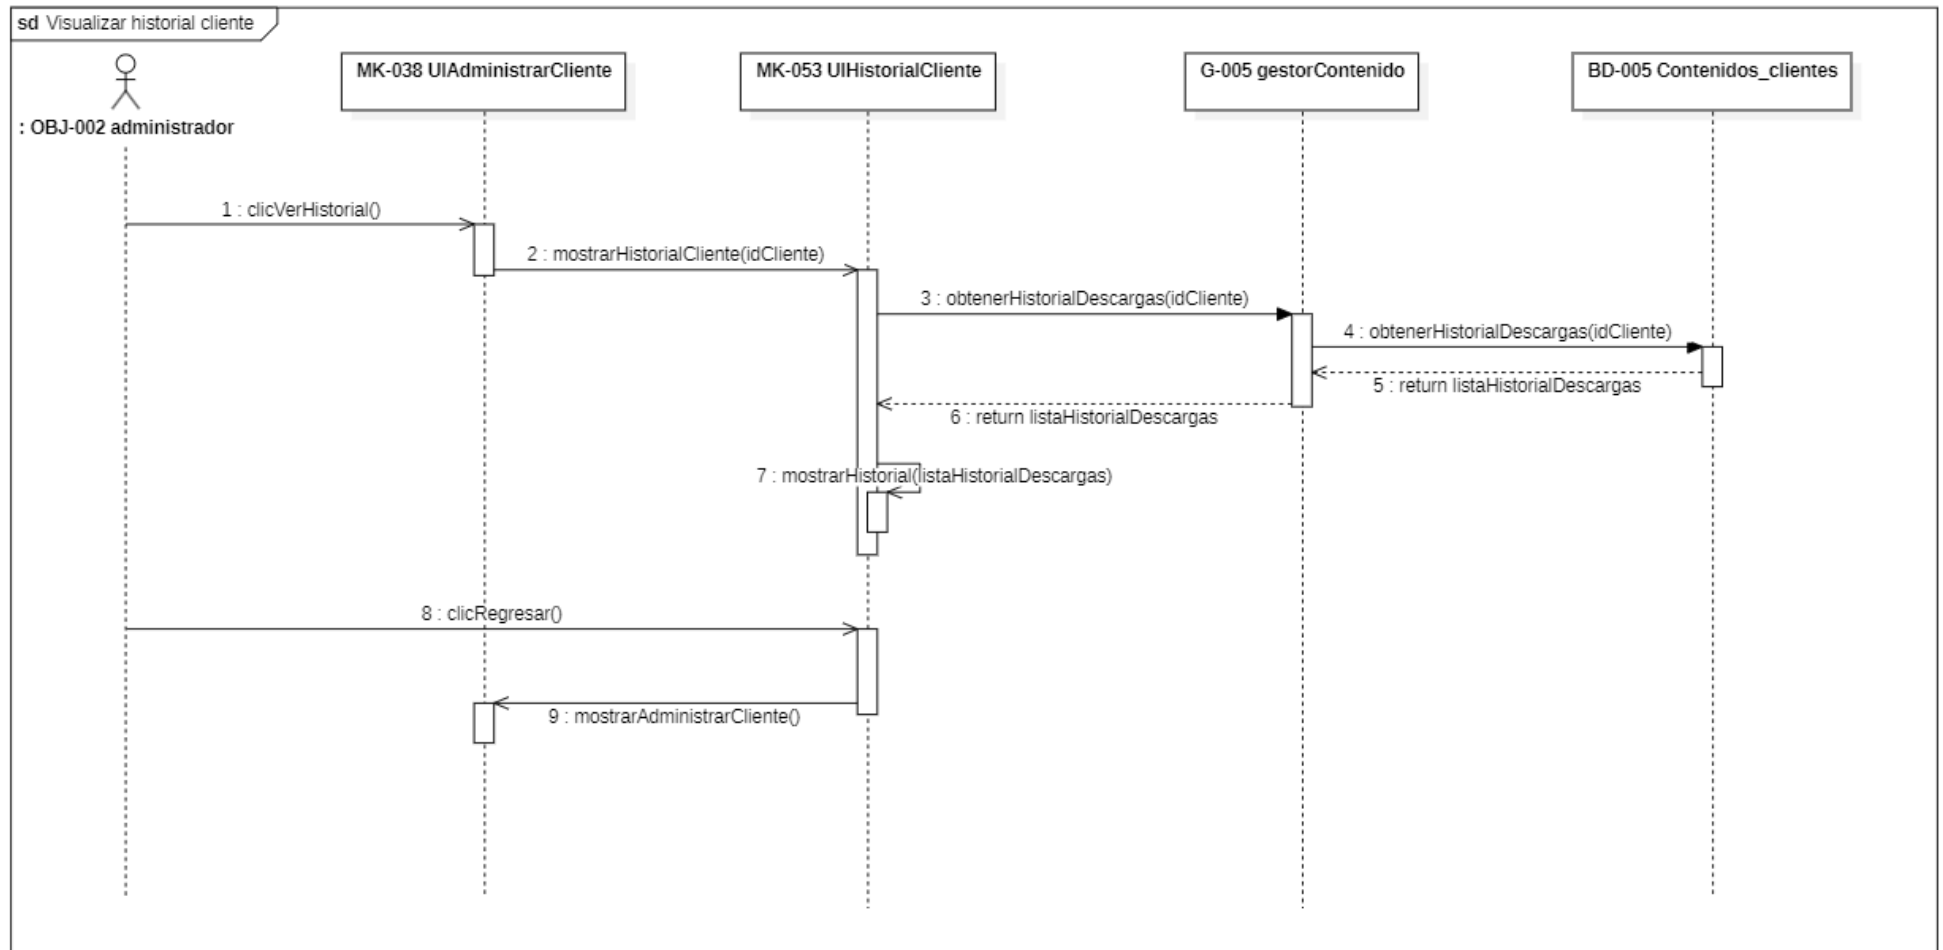 sd Visualizar historial cliente
MK-038 UIAdministrarCliente
MK-053 UIHistorialCliente
G-005 gestorContenido
BD-005 Contenidos_clientes
: OBJ-002 administrador
1 : clicVerHistorial()
2 : mostrarHistorialCliente(idCliente)
3 : obtenerHistorialDescargas(idCliente)
4 : obtenerHistorialDescargas(idCliente)
5 : return listaHistorialDescargas
6 : return listaHistorialDescargas
7 : mostrarHistorial(listaHistorialDescargas)
8 : clicRegresar()
9 : mostrarAdministrarCliente()